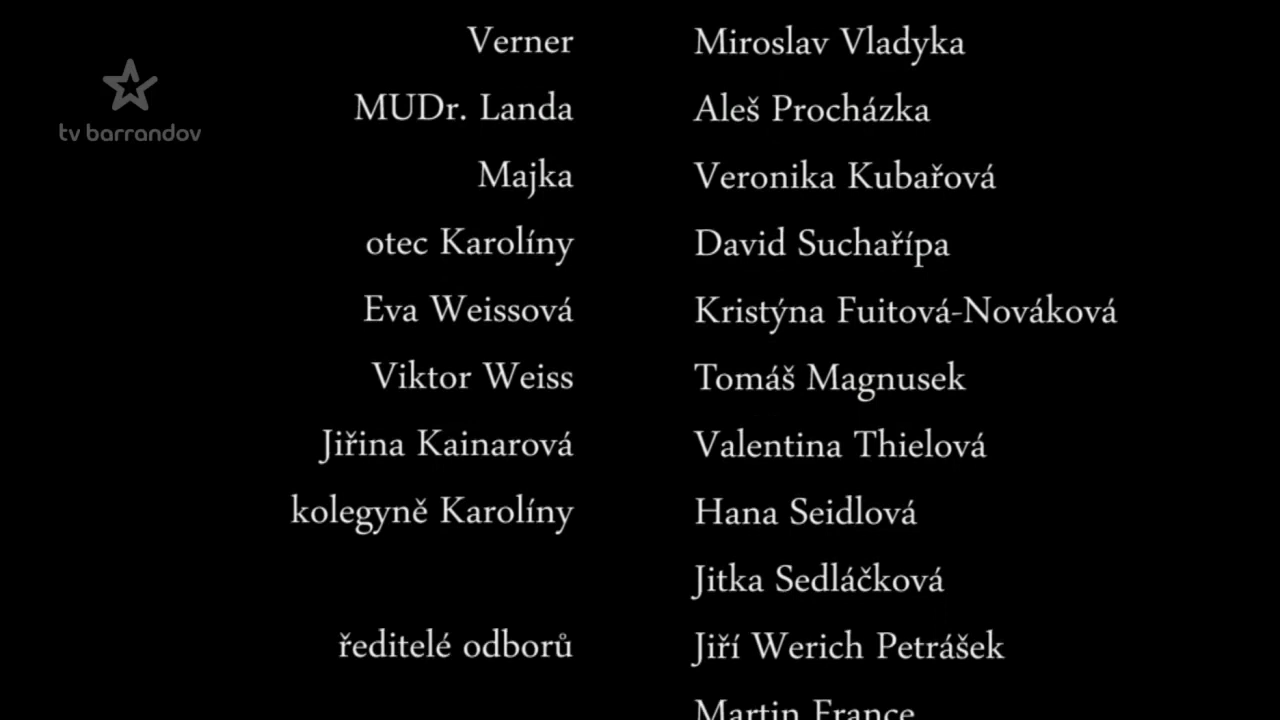 tv barrandov
Verner Miroslav Vladyka
MUDr. Landa Aleš Procházka
Majka Veronika Kubařová
otec Karolíny David Suchařípa
Eva Weissová Kristýna Fuitová-Nováková
Viktor Weiss Tomáš Magnusek
Jiřina Kainarová Valentina Thielová
kolegyně Karolíny Hana Seidlová
Jitka Sedláčková
ředitelé odborů Jiří Werich Petrášek
Martin France